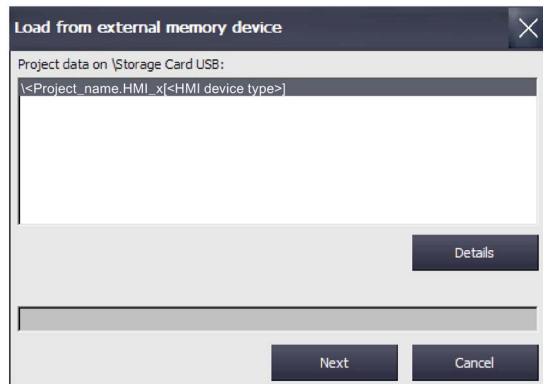 Load from external memory device
Project data on \Storage Card USB:
\<Project_name.HMI_x[<HMI device type>]
Details
Next Cancel